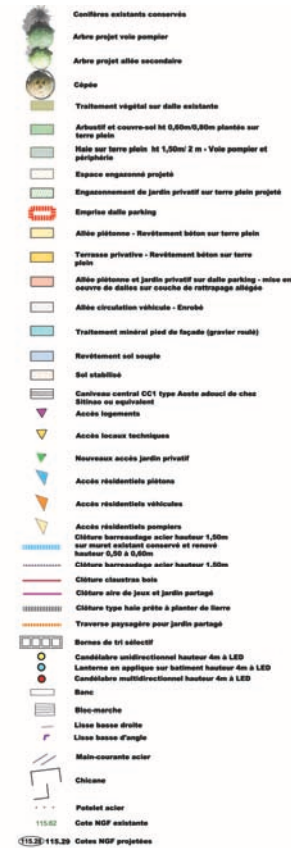 Conifères existants conservés
Arbre projet voie pompier
Arbre projet allée secondaire
Cépée
Traitement végétal sur dalle existante
Arbustif et couvre-sol ht 0,60m/0,80m plantés sur
terre plein
Haie sur terre plein ht 1,50m/ 2 m - Voie pompier et
périphérie
Espace engazonné projeté
Engazonnement de jardin privatif sur terre plein projeté
Emprise dalle parking
Allée piétonne - Revêtement béton sur terre plein
Terrasse privative - Revêtement béton sur terre
plein
Allée piétonne et jardin privatif sur dalle parking - mise en
oeuvre de dalles sur couche de rattrapage allégée
Allée circulation véhicule - Enrobé
Traitement minéral pied de façade (gravier roulé)
Revêtement sol souple
Sol stabilisé
Caniveau central CC1 type Aoste adouci de chez
Sitinao ou equivalent
Accès logements
Accès locaux techniques
Nouveaux accès jardin privatif
Accès résidentiels piétons
Accès résidentiels véhicules
Accès résidentiels pompiers
Clôture barreaudage acier hauteur 1,50m
sur muret existant conservé et renové
hauteur 0,50 à 0,60m
Clôture barreaudage acier hauteur 1,50m
Clôture claustras bois
Clôture aire de jeux et jardin partagé
Clôture type haie prête à planter de lierre
Traverse paysagère pour jardin partagé
Bornes de tri sélectif
Candélabre unidirectionnel hauteur 4m à LED
Lanterne en applique sur batiment hauteur 4m à LED
Candélabre multidirectionnel hauteur 4m à LED
Banc
Bloc-marche
Lisse basse droite
Lisse basse d'angle
Main-courante acier
Chicane
Potelet acier
115.62 Cote NGF existante
115.29 115.29 Cotes NGF projetées